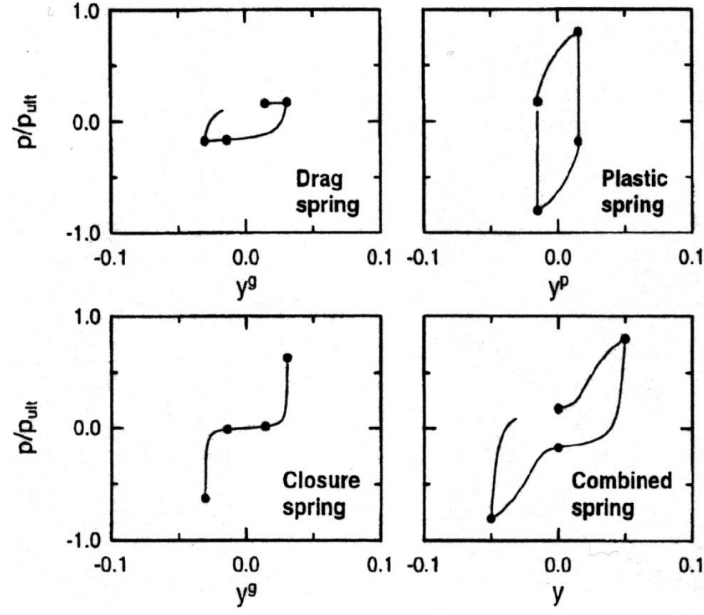 1.0
0.0
-1.0
p/p_ult
-0.1
0.0
0.1
y^g
Drag
spring
-0.1
0.0
0.1
y^p
Plastic
spring
1.0
0.0
-1.0
p/p_ult
-0.1
0.0
0.1
y^g
Closure
spring
-0.1
0.0
0.1
y
Combined
spring